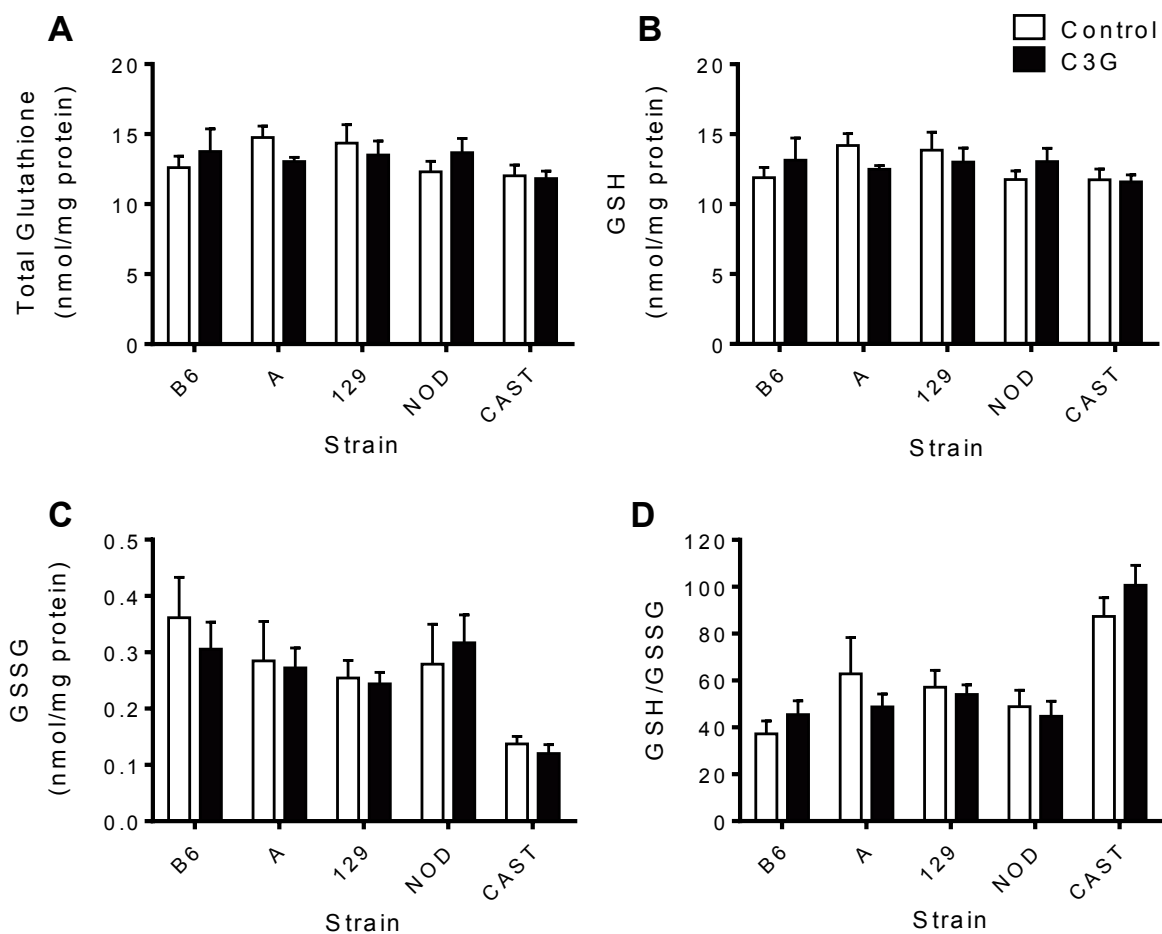 A
Total Glutathione
(nmol/mg protein)
20
15
10
5
0
B6
A
129
NOD
CAST
Strain
B
Control
C3G
GSH
(nmol/mg protein)
20
15
10
5
0
B6
A
129
NOD
CAST
Strain
C
GSSG
(nmol/mg protein)
0.5
0.4
0.3
0.2
0.1
0.0
B6
A
129
NOD
CAST
Strain
D
GSH/GSSG
120
100
80
60
40
20
0
B6
A
129
NOD
CAST
Strain